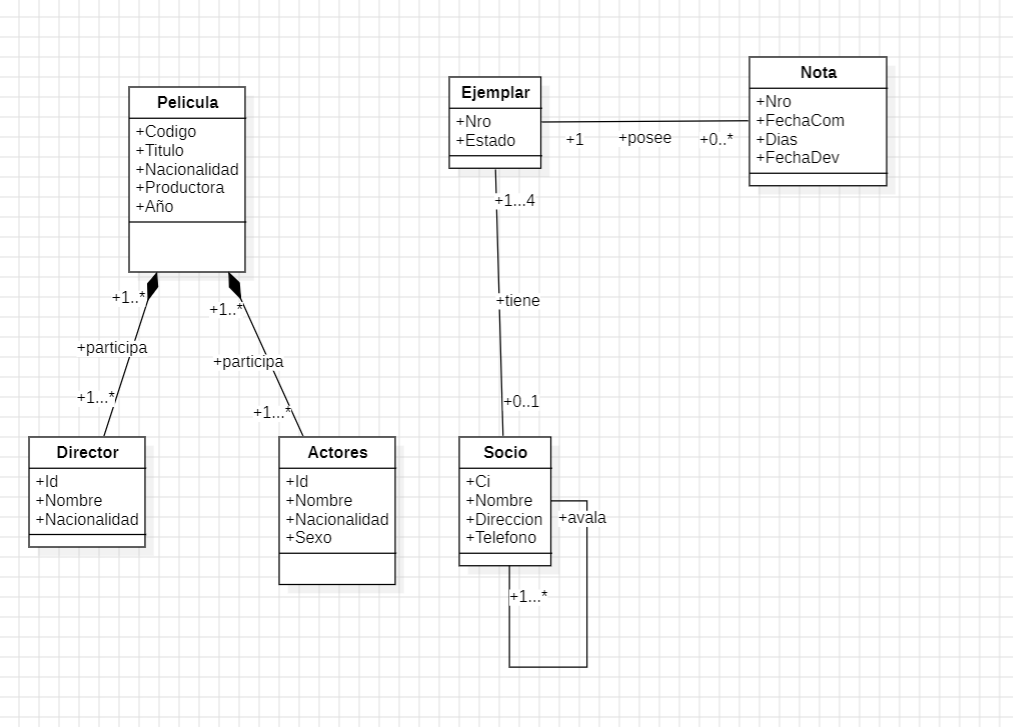 Pelicula
+Codigo
+Titulo
+Nacionalidad
+Productora
+Año
+1..*
+participa
+1...*
+1..*
+participa
+1...*
Director
+Id
+Nombre
+Nacionalidad
Actores
+Id
+Nombre
+Nacionalidad
+Sexo
Ejemplar
+Nro
+Estado
+1
+posee
+0..*
Nota
+Nro
+FechaCom
+Dias
+FechaDev
+1...4
+tiene
+0..1
Socio
+Ci
+Nombre
+Direccion
+Telefono
+avala
+1...*